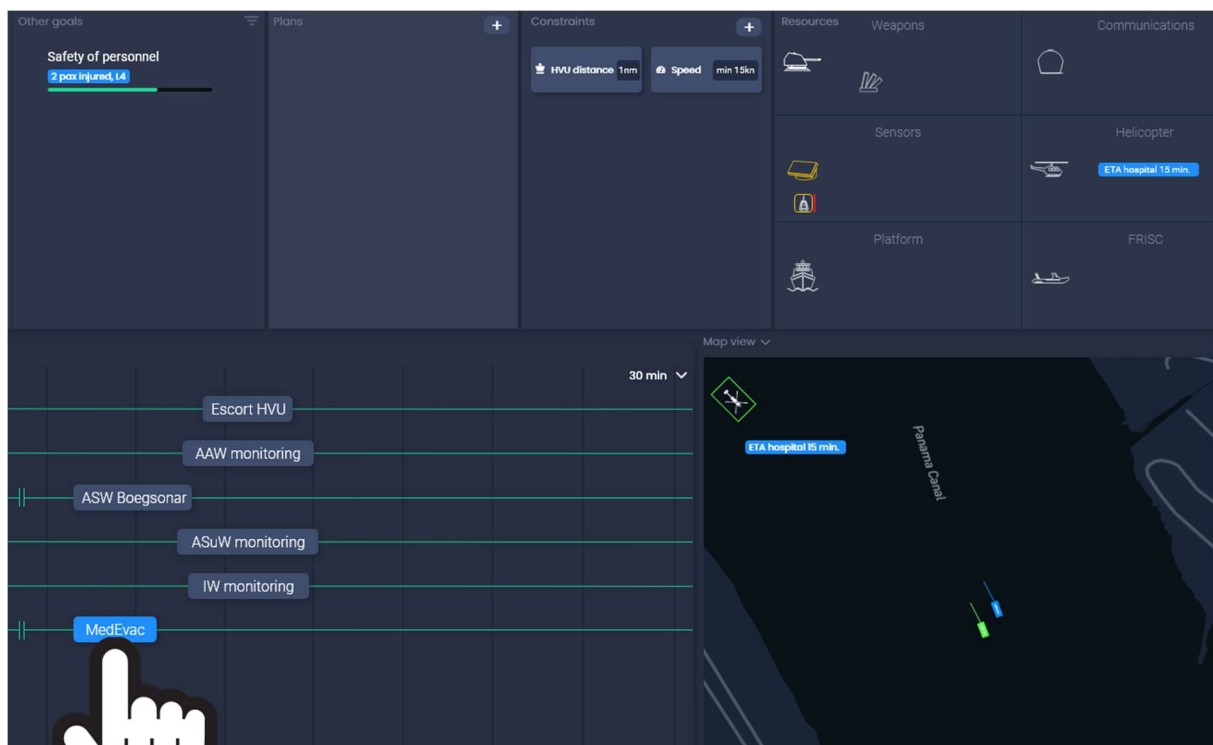 Other goals
Safety of personnel
2 pax injured, L4
Plans
+
Constraints
+
HVU distance 1nm
Speed min 15kn
Resources
Weapons
Communications
Sensors
Helicopter
ETA hospital 15 min.
Platform
FRISC
30 min
Escort HVU
AAW monitoring
ASW Boegsonar
ASuW monitoring
IW monitoring
MedEvac
Map view
ETA hospital 15 min.
Panama Canal